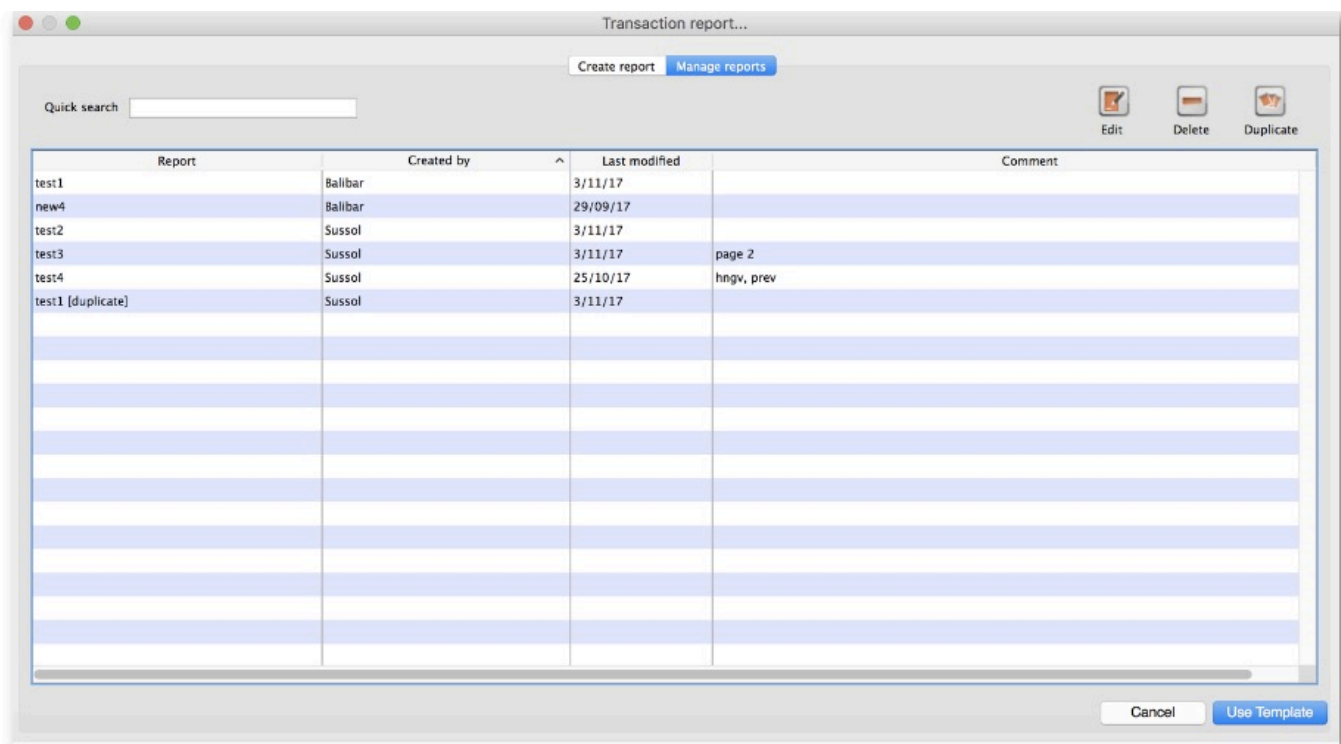 Transaction report...
Create report Manage reports
Quick search
Edit Delete Duplicate
Report Created by Last modified Comment
test1 Balibar 3/11/17
new4 Balibar 29/09/17
test2 Sussol 3/11/17
test3 Sussol 3/11/17 page 2
test4 Sussol 25/10/17 hngv, prev
test1 [duplicate] Sussol 3/11/17
Cancel Use Template